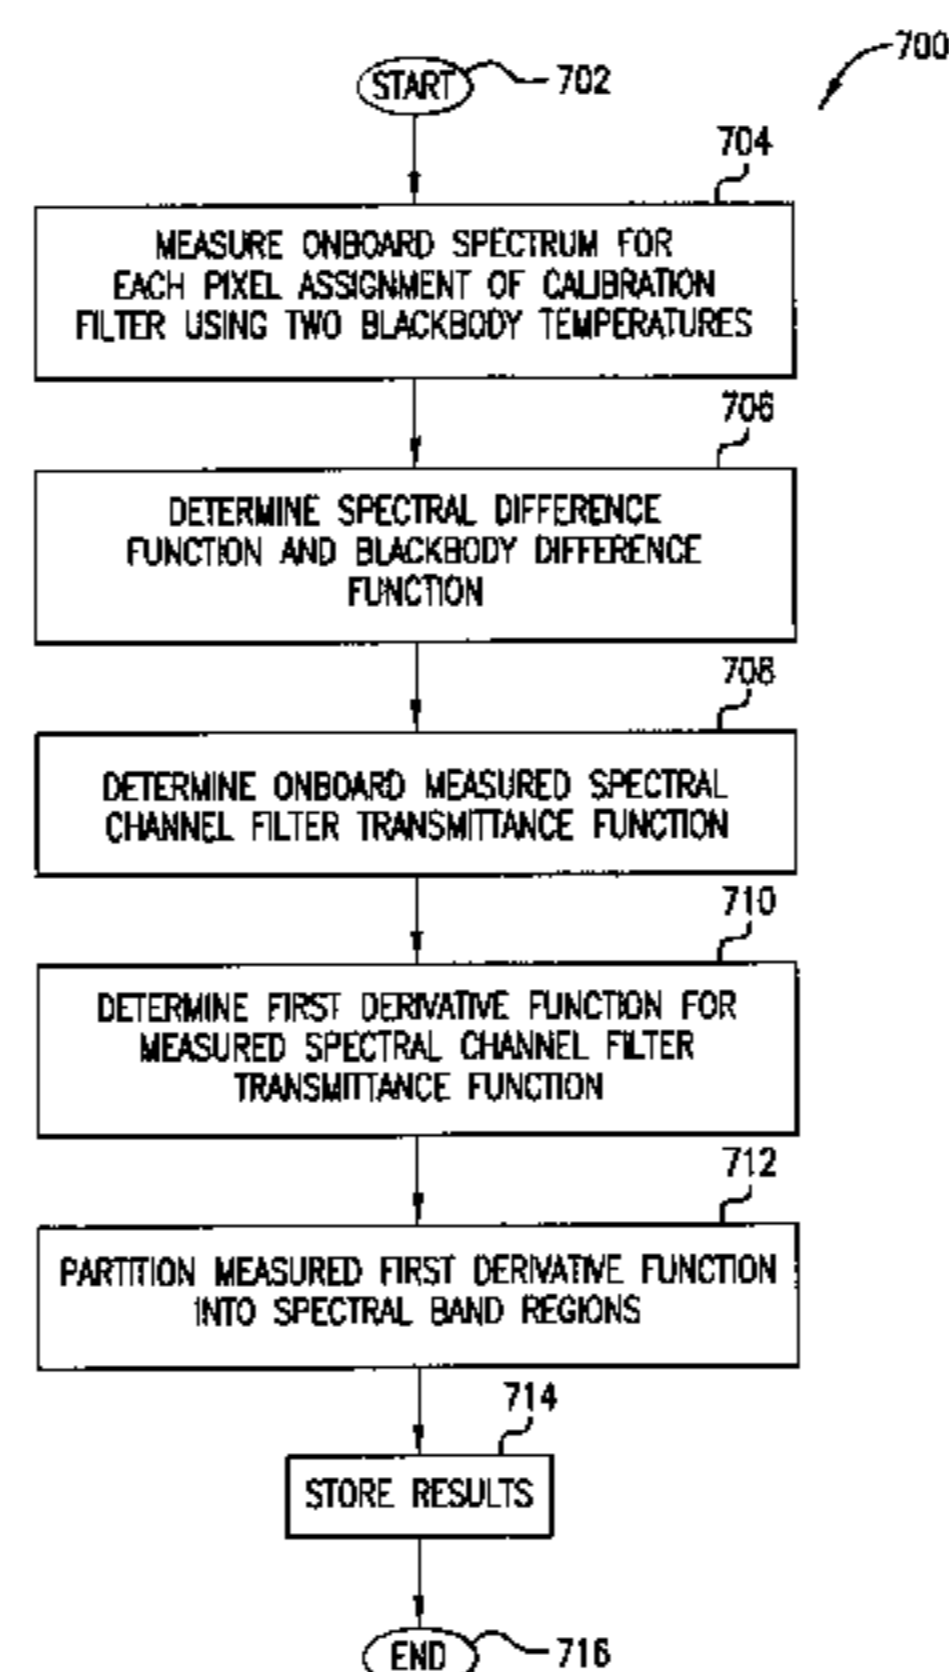 700
START 702
704
MEASURE ONBOARD SPECTRUM FOR
EACH PIXEL ASSIGNMENT OF CALIBRATION
FILTER USING TWO BLACKBODY TEMPERATURES
706
DETERMINE SPECTRAL DIFFERENCE
FUNCTION AND BLACKBODY DIFFERENCE
FUNCTION
708
DETERMINE ONBOARD MEASURED SPECTRAL
CHANNEL FILTER TRANSMITTANCE FUNCTION
710
DETERMINE FIRST DERIVATIVE FUNCTION FOR
MEASURED SPECTRAL CHANNEL FILTER
TRANSMITTANCE FUNCTION
712
PARTITION MEASURED FIRST DERIVATIVE FUNCTION
INTO SPECTRAL BAND REGIONS
714
STORE RESULTS
END 716